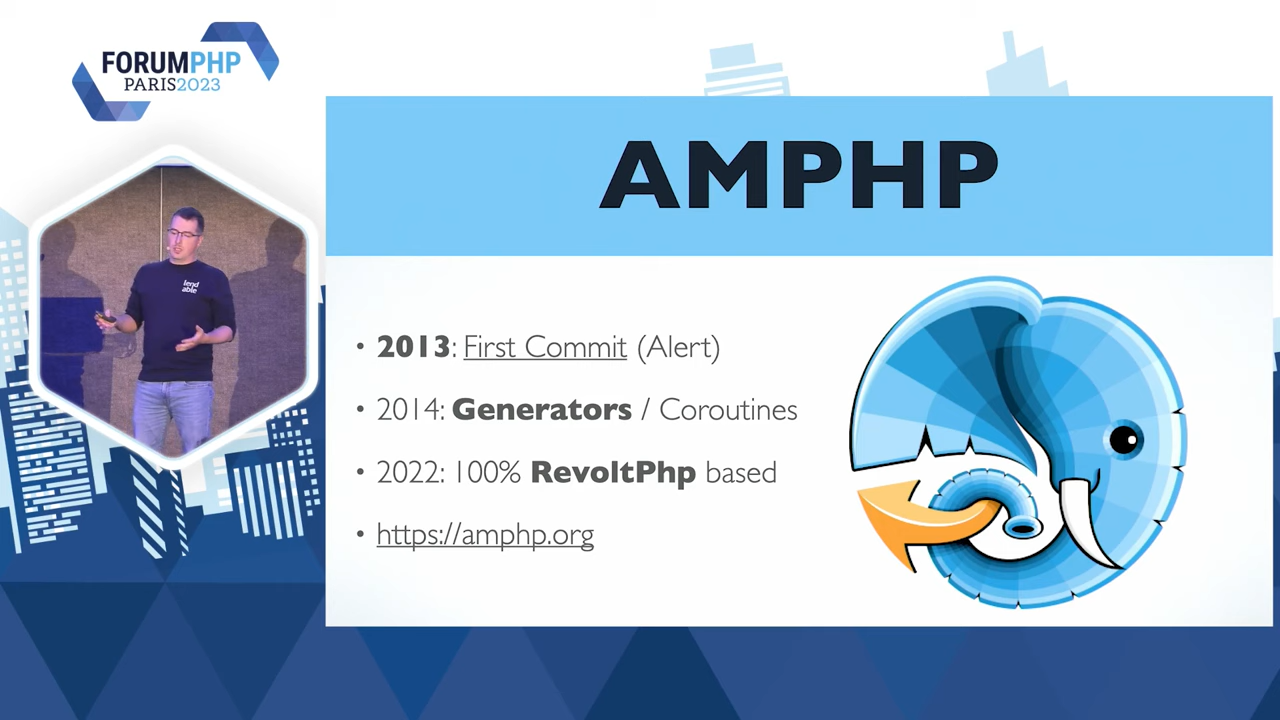 FORUMPHP
PARIS2023
lend
able
AMPHP
• 2013: First Commit (Alert)
• 2014: Generators / Coroutines
• 2022: 100% RevoltPhp based
• https://amphp.org